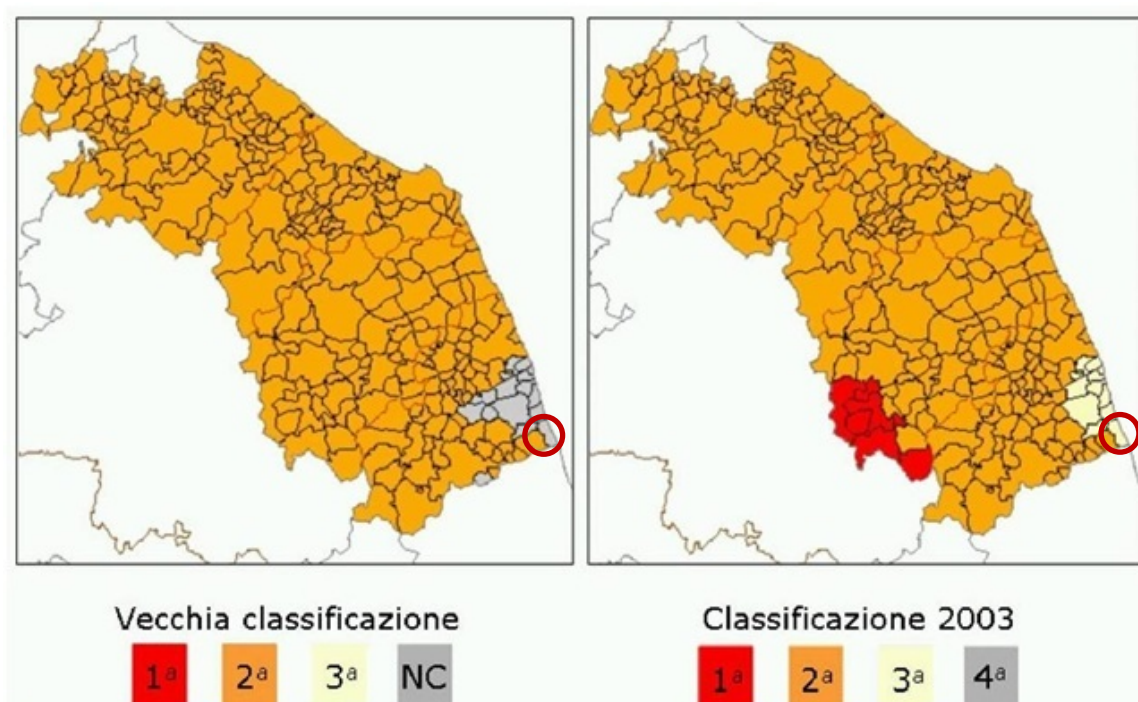 Vecchia classificazione
1ª 2ª 3ª NC
Classificazione 2003
1ª 2ª 3ª 4ª